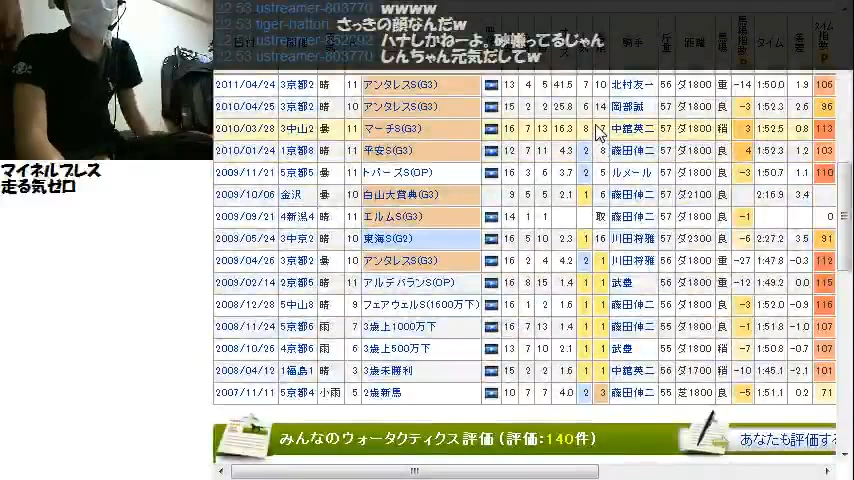 22 53 ustreamer-803770 wwww
22 53 tiger-hattori さっきの顔なんだw
22 53 ハナしかねーよ。砂嫌ってるじゃん
22 53 ustreamer-803770 しんちゃん元気だしてw
距離 タイム 着差 タイム指数
2011/04/24 3京都2 晴 11 アンタレスS(G3) 13 4 5 41.5 7 10 北村友一 56 ダ1800 重 -14 1:50.0 1.9 106
2010/04/25 3京都2 晴 10 アンタレスS(G3) 15 2 2 25.8 6 14 岡部誠 57 ダ1800 良 -3 1:52.3 2.6 96
2010/03/28 3中山2 曇 11 マーチS(G3) 16 7 13 16.3 8 7 中舘英二 57 ダ1800 稍 3 1:52.5 0.8 113
2010/01/24 1京都8 晴 11 平安S(G3) 12 7 11 4.3 2 8 藤田伸二 57 ダ1800 良 4 1:52.3 1.2 103
2009/11/21 5京都5 曇 11 トパーズS(OP) 16 3 6 3.7 2 5 ルメール 57 ダ1800 良 -3 1:50.7 1.1 110
2009/10/06 金沢 曇 10 白山大賞典(G3) 9 5 5 2.1 1 6 藤田伸二 57 ダ2100 良 2:16.9 3.4
2009/09/21 4新潟4 晴 11 エルムS(G3) 14 1 1 取 藤田伸二 57 ダ1800 良 -1 0
2009/05/24 3中京2 曇 10 東海S(G2) 16 5 10 2.3 1 16 川田将雅 57 ダ2300 良 -6 2:27.2 3.5 91
2009/04/26 3京都2 曇 10 アンタレスS(G3) 16 2 4 4.2 2 1 川田将雅 56 ダ1800 重 -27 1:47.8 -0.3 112
2009/02/14 2京都5 晴 11 アルデバランS(OP) 16 8 15 1.4 1 1 武豊 56 ダ1800 重 -12 1:49.2 0.0 115
2008/12/28 5中山8 晴 9 フェアウェルS(1600万下) 16 1 2 1.6 1 1 藤田伸二 56 ダ1800 良 -3 1:52.0 -0.9 116
2008/11/24 5京都6 雨 7 3歳上1000万下 16 7 13 1.4 1 1 藤田伸二 55 ダ1800 良 -1 1:51.8 -1.0 107
2008/10/26 4京都6 雨 6 3歳上500万下 13 7 10 2.1 1 1 武豊 55 ダ1800 稍 -7 1:50.8 -0.7 107
2008/04/12 1福島1 晴 3 3歳未勝利 15 2 2 1.6 1 1 中舘英二 56 ダ1700 稍 -10 1:45.1 -2.1 101
2007/11/11 5京都4 小雨 5 2歳新馬 10 7 7 4.0 2 3 藤田伸二 55 芝1800 良 -5 1:51.1 0.2 71
マイネルプレス
走る気ゼロ
みんなのウォータクティクス評価 (評価:140件)
あなたも評価する